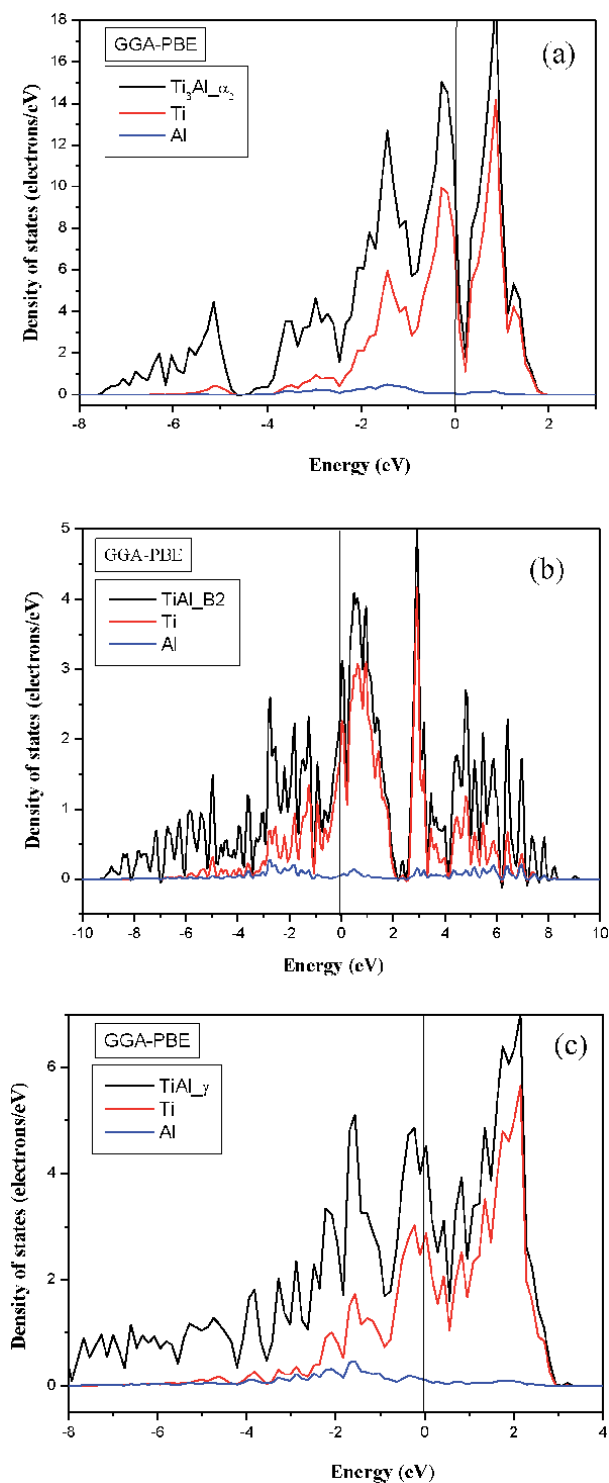 GGA-PBE
(a)
Ti₃Al_α₂
Ti
Al
Density of states (electrons/eV)
18
16
14
12
10
8
6
4
2
0
-8 -6 -4 -2 0 2
Energy (eV)
GGA-PBE
(b)
TiAl_B2
Ti
Al
Density of states (electrons/eV)
5
4
3
2
1
0
-10 -8 -6 -4 -2 0 2 4 6 8 10
Energy (eV)
GGA-PBE
(c)
TiAl_γ
Ti
Al
Density of states (electrons/eV)
6
4
2
0
-8 -6 -4 -2 0 2 4
Energy (eV)